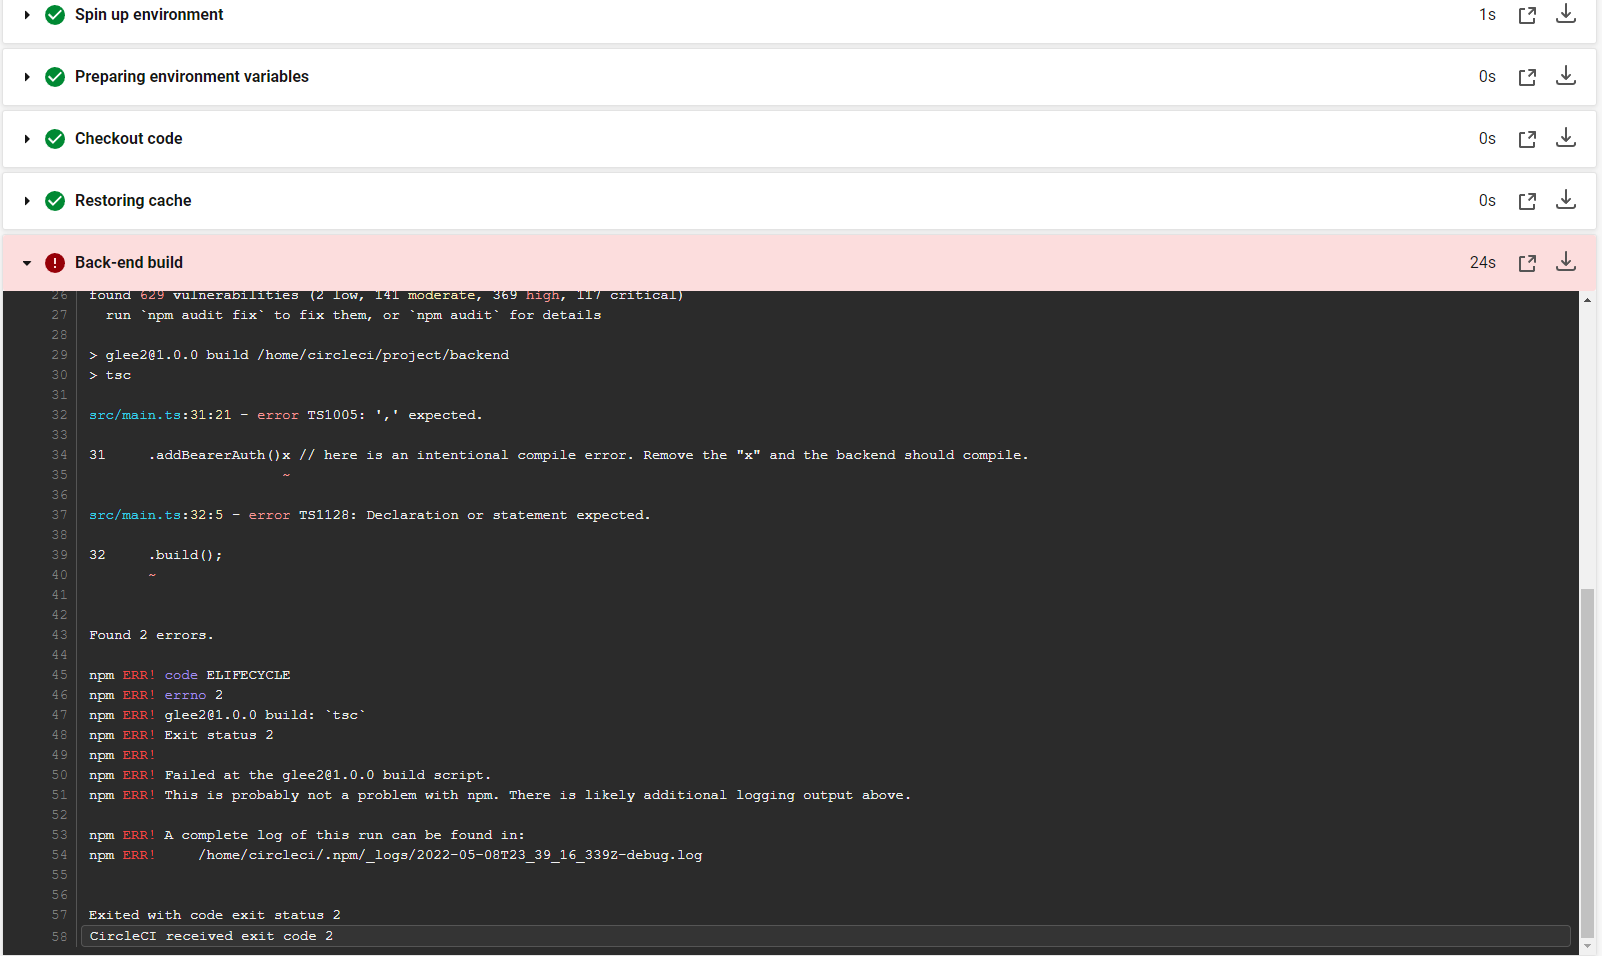 Spin up environment 1s
Preparing environment variables 0s
Checkout code 0s
Restoring cache 0s
Back-end build 24s
26 found 629 vulnerabilities (2 low, 141 moderate, 369 high, 117 critical)
27 run `npm audit fix` to fix them, or `npm audit` for details
28
29 > glee2@1.0.0 build /home/circleci/project/backend
30 > tsc
31
32 src/main.ts:31:21 - error TS1005: ',' expected.
33
34 31 .addBearerAuth()x // here is an intentional compile error. Remove the "x" and the backend should compile.
35 ~
36
37 src/main.ts:32:5 - error TS1128: Declaration or statement expected.
38
39 32 .build();
40 ~
41
42
43 Found 2 errors.
44
45 npm ERR! code ELIFECYCLE
46 npm ERR! errno 2
47 npm ERR! glee2@1.0.0 build: `tsc`
48 npm ERR! Exit status 2
49 npm ERR!
50 npm ERR! Failed at the glee2@1.0.0 build script.
51 npm ERR! This is probably not a problem with npm. There is likely additional logging output above.
52
53 npm ERR! A complete log of this run can be found in:
54 npm ERR! /home/circleci/.npm/_logs/2022-05-08T23_39_16_339Z-debug.log
55
56
57 Exited with code exit status 2
58 CircleCI received exit code 2